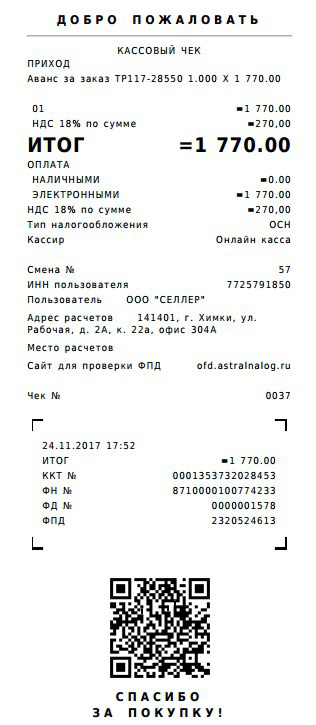 ДОБРО ПОЖАЛОВАТЬ
КАССОВЫЙ ЧЕК
ПРИХОД
Аванс за заказ ТР117-28550 1.000 X 1 770.00
01 =1 770.00
НДС 18% по сумме =270,00
ИТОГ =1 770.00
ОПЛАТА
НАЛИЧНЫМИ =0.00
ЭЛЕКТРОННЫМИ =1 770.00
НДС 18% по сумме =270,00
Тип налогообложения ОСН
Кассир Онлайн касса
Смена № 57
ИНН пользователя 7725791850
Пользователь ООО "СЕЛЛЕР"
Адрес расчетов 141401, г. Химки, ул.
Рабочая, д. 2А, к. 22а, офис 304А
Место расчетов
Сайт для проверки ФПД ofd.astralnalog.ru
Чек № 0037
24.11.2017 17:52
ИТОГ =1 770.00
ККТ № 0001353732028453
ФН № 8710000100774233
ФД № 0000001578
ФПД 2320524613
СПАСИБО
ЗА ПОКУПКУ!